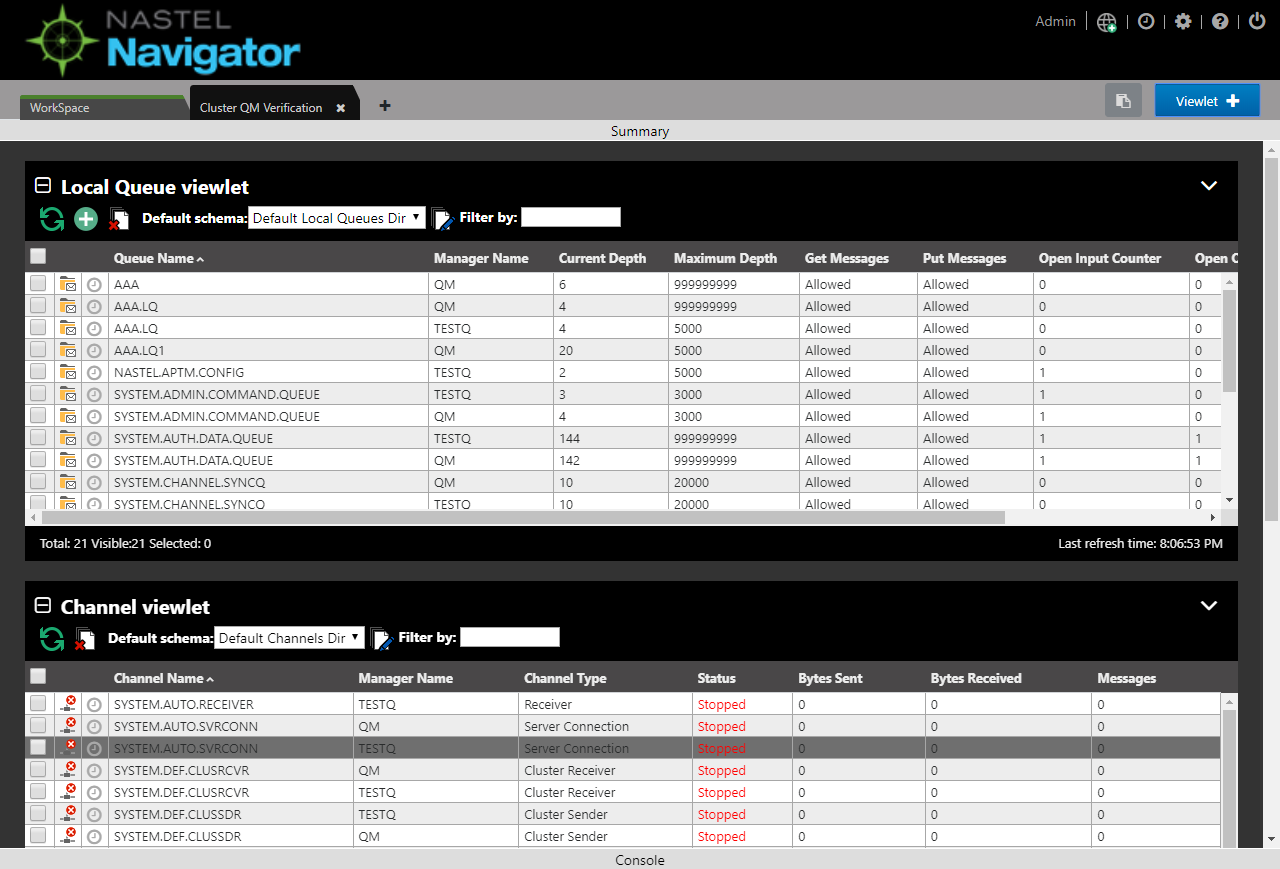 NASTEL
Navigator
Admin
WorkSpace
Cluster QM Verification
Viewlet
Summary
Local Queue viewlet
Default schema: Default Local Queues Dir Filter by:
Queue Name Manager Name Current Depth Maximum Depth Get Messages Put Messages Open Input Counter Open
AAA QM 6 999999999 Allowed Allowed 0 0
AAA.LQ QM 4 999999999 Allowed Allowed 0 0
AAA.LQ TESTQ 4 5000 Allowed Allowed 0 0
AAA.LQ1 QM 20 5000 Allowed Allowed 0 0
NASTEL.APTM.CONFIG TESTQ 2 5000 Allowed Allowed 1 0
SYSTEM.ADMIN.COMMAND.QUEUE TESTQ 3 3000 Allowed Allowed 1 0
SYSTEM.ADMIN.COMMAND.QUEUE QM 4 3000 Allowed Allowed 1 0
SYSTEM.AUTH.DATA.QUEUE TESTQ 144 999999999 Allowed Allowed 1 1
SYSTEM.AUTH.DATA.QUEUE QM 142 999999999 Allowed Allowed 1 1
SYSTEM.CHANNEL.SYNCQ QM 10 20000 Allowed Allowed 0 0
SYSTEM.CHANNEL.SYNCQ TESTQ 10 20000 Allowed Allowed 0 0
Total: 21 Visible:21 Selected: 0
Last refresh time: 8:06:53 PM
Channel viewlet
Default schema: Default Channels Dir Filter by:
Channel Name Manager Name Channel Type Status Bytes Sent Bytes Received Messages
SYSTEM.AUTO.RECEIVER TESTQ Receiver Stopped 0 0 0
SYSTEM.AUTO.SVRCONN QM Server Connection Stopped 0 0 0
SYSTEM.AUTO.SVRCONN TESTQ Server Connection Stopped 0 0 0
SYSTEM.DEF.CLUSRCVR QM Cluster Receiver Stopped 0 0 0
SYSTEM.DEF.CLUSRCVR TESTQ Cluster Receiver Stopped 0 0 0
SYSTEM.DEF.CLUSSDR TESTQ Cluster Sender Stopped 0 0 0
SYSTEM.DEF.CLUSSDR QM Cluster Sender Stopped 0 0 0
Console